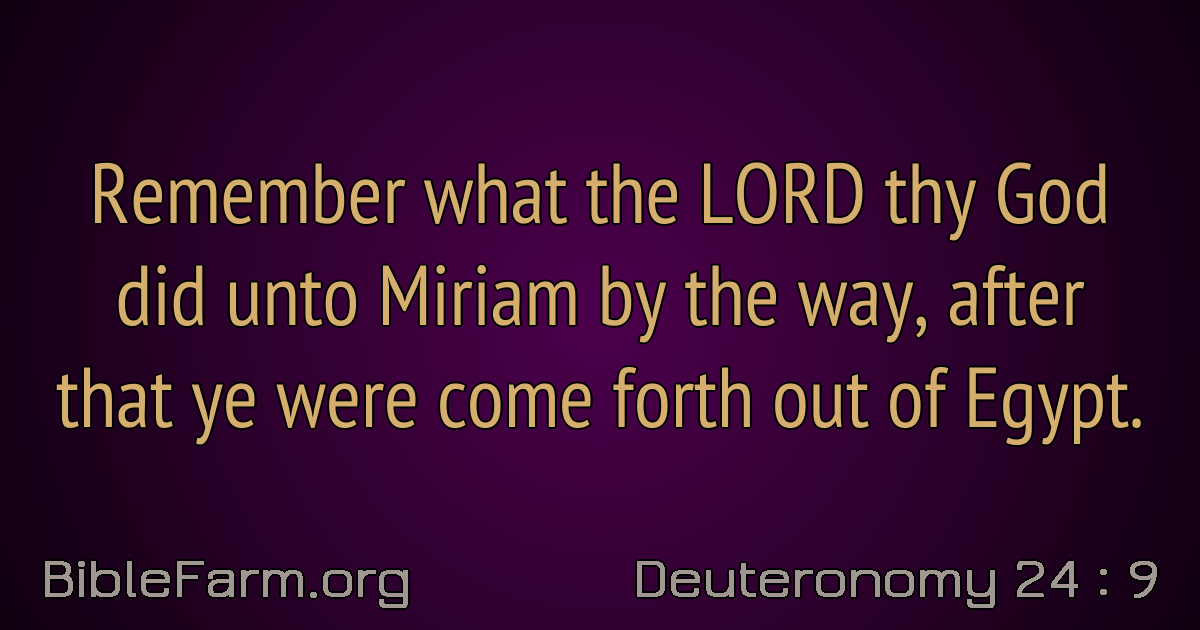 Remember what the LORD thy God
did unto Miriam by the way, after
that ye were come forth out of Egypt.
BibleFarm.org
Deuteronomy 24 : 9